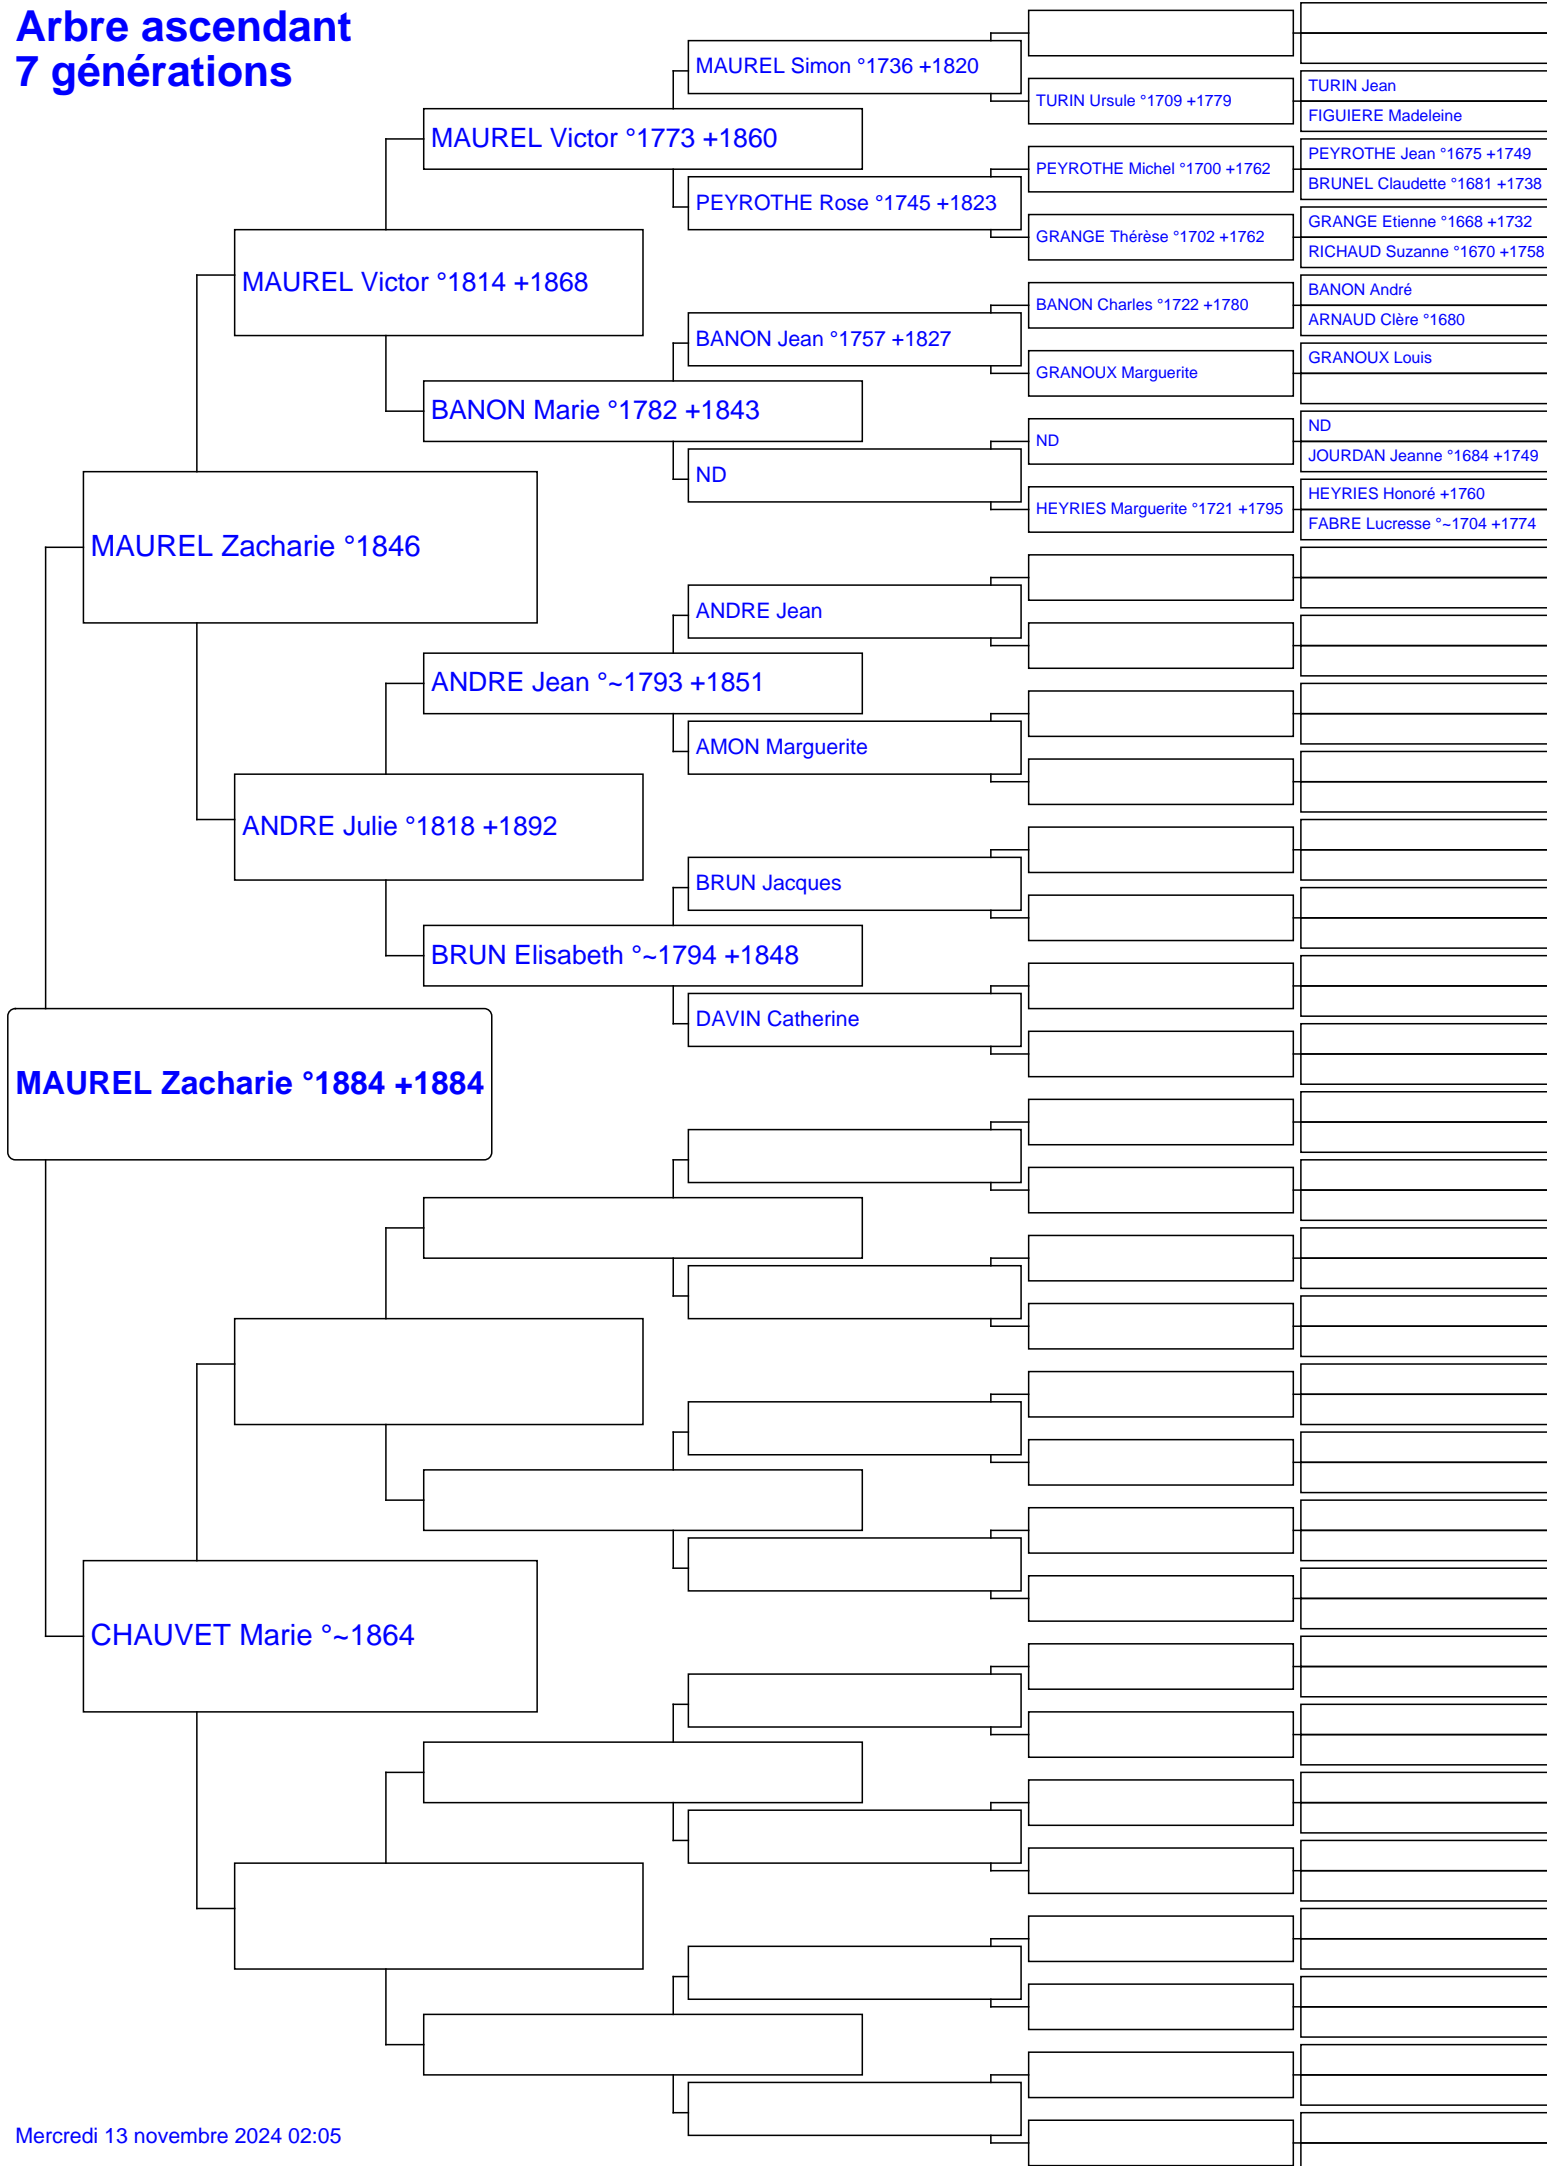 Arbre ascendant
7 générations
MAUREL Zacharie °1884 +1884
MAUREL Zacharie °1846
CHAUVET Marie °~1864
MAUREL Victor °1814 +1868
ANDRE Julie °1818 +1892
MAUREL Victor °1773 +1860
BANON Marie °1782 +1843
ANDRE Jean °~1793 +1851
BRUN Elisabeth °~1794 +1848
MAUREL Simon °1736 +1820
PEYROTHE Rose °1745 +1823
BANON Jean °1757 +1827
ND
ANDRE Jean
AMON Marguerite
BRUN Jacques
DAVIN Catherine
TURIN Ursule °1709 +1779
PEYROTHE Michel °1700 +1762
GRANGE Thérèse °1702 +1762
BANON Charles °1722 +1780
GRANOUX Marguerite
ND
HEYRIES Marguerite °1721 +1795
TURIN Jean
FIGUIERE Madeleine
PEYROTHE Jean °1675 +1749
BRUNEL Claudette °1681 +1738
GRANGE Etienne °1668 +1732
RICHAUD Suzanne °1670 +1758
BANON André
ARNAUD Clère °1680
GRANOUX Louis
ND
JOURDAN Jeanne °1684 +1749
HEYRIES Honoré +1760
FABRE Lucresse °~1704 +1774
Mercredi 13 novembre 2024 02:05